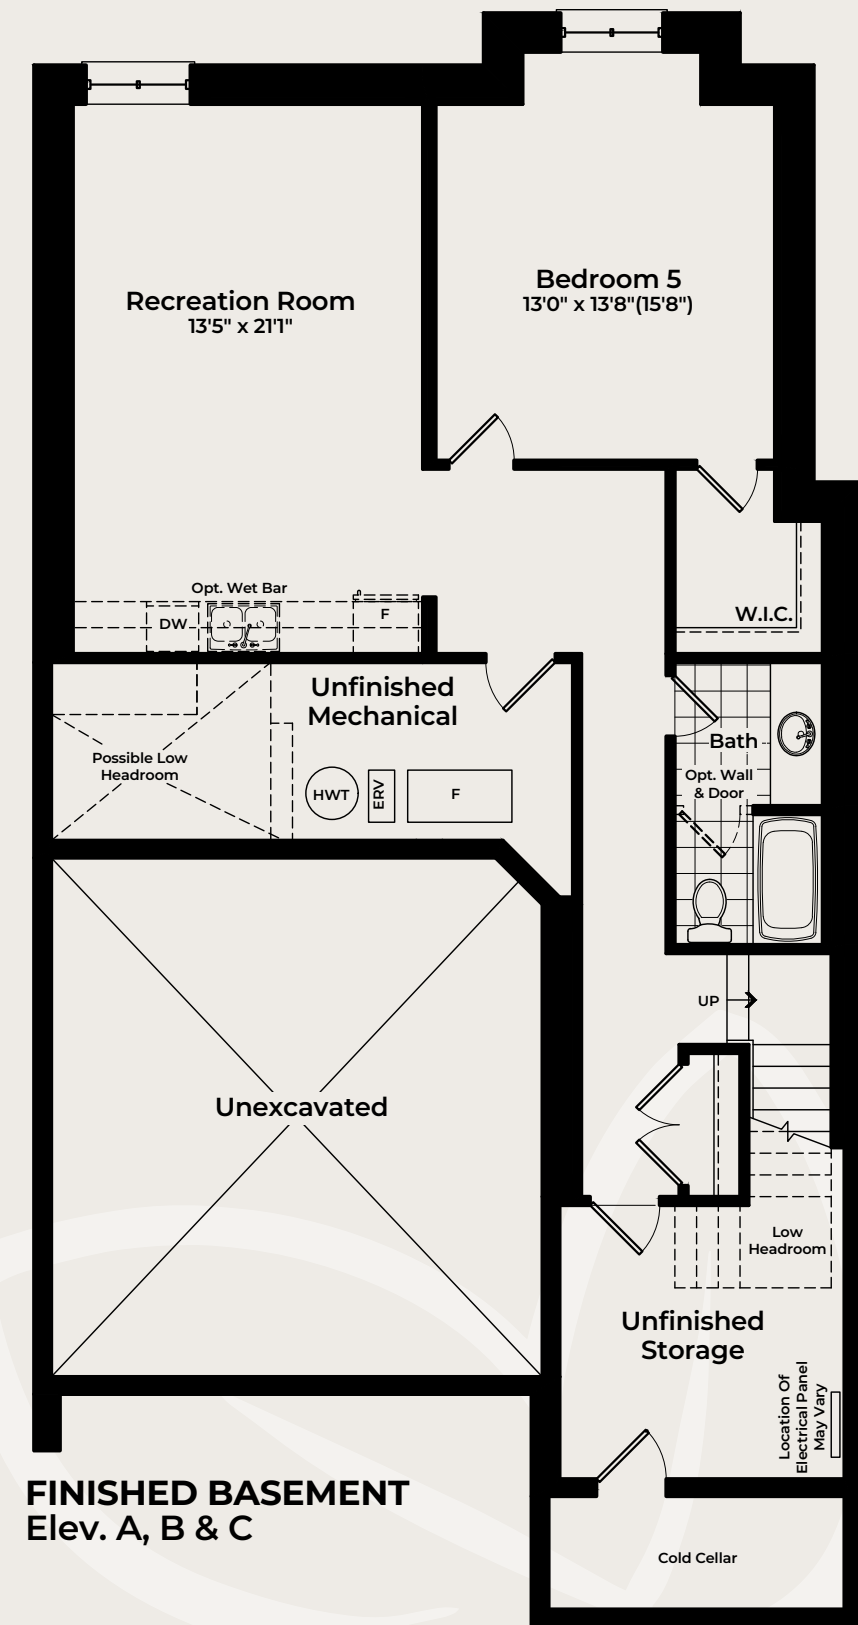 Recreation Room
13'5" x 21'1"
Bedroom 5
13'0" x 13'8"(15'8")
Opt. Wet Bar
DW
F
W.I.C.
Unfinished
Mechanical
Possible Low
Headroom
HWT
ERV
F
Bath
Opt. Wall
& Door
UP
Unexcavated
Low
Headroom
Unfinished
Storage
Location Of
Electrical Panel
May Vary
FINISHED BASEMENT
Elev. A, B & C
Cold Cellar